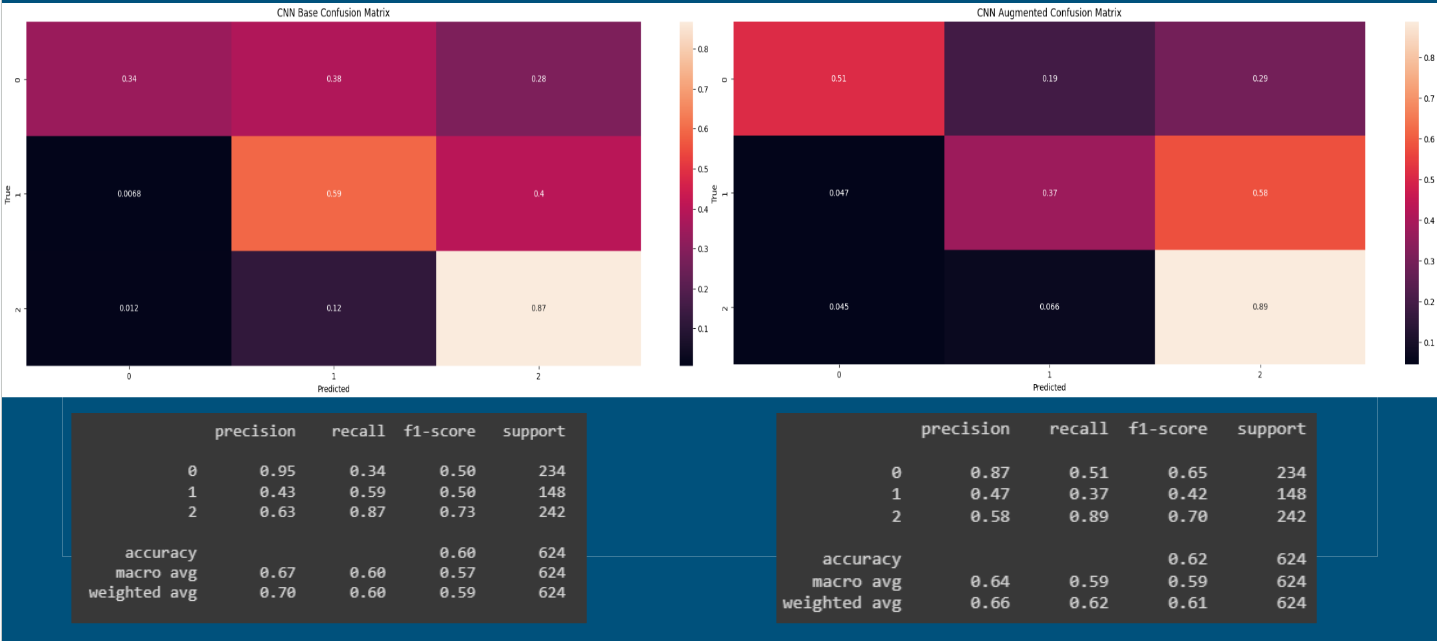 CNN Base Confusion Matrix
0.34 0.38 0.28
0.0068 0.59 0.4
0.012 0.12 0.87
0
1
2
True
0 1 2
Predicted
0.8
0.7
0.6
0.5
0.4
0.3
0.2
0.1
CNN Augmented Confusion Matrix
0.51 0.19 0.29
0.047 0.37 0.58
0.045 0.066 0.89
0
1
2
True
0 1 2
Predicted
0.8
0.7
0.6
0.5
0.4
0.3
0.2
0.1
precision recall f1-score support
0 0.95 0.34 0.50 234
1 0.43 0.59 0.50 148
2 0.63 0.87 0.73 242
accuracy 0.60 624
macro avg 0.67 0.60 0.57 624
weighted avg 0.70 0.60 0.59 624
precision recall f1-score support
0 0.87 0.51 0.65 234
1 0.47 0.37 0.42 148
2 0.58 0.89 0.70 242
accuracy 0.62 624
macro avg 0.64 0.59 0.59 624
weighted avg 0.66 0.62 0.61 624